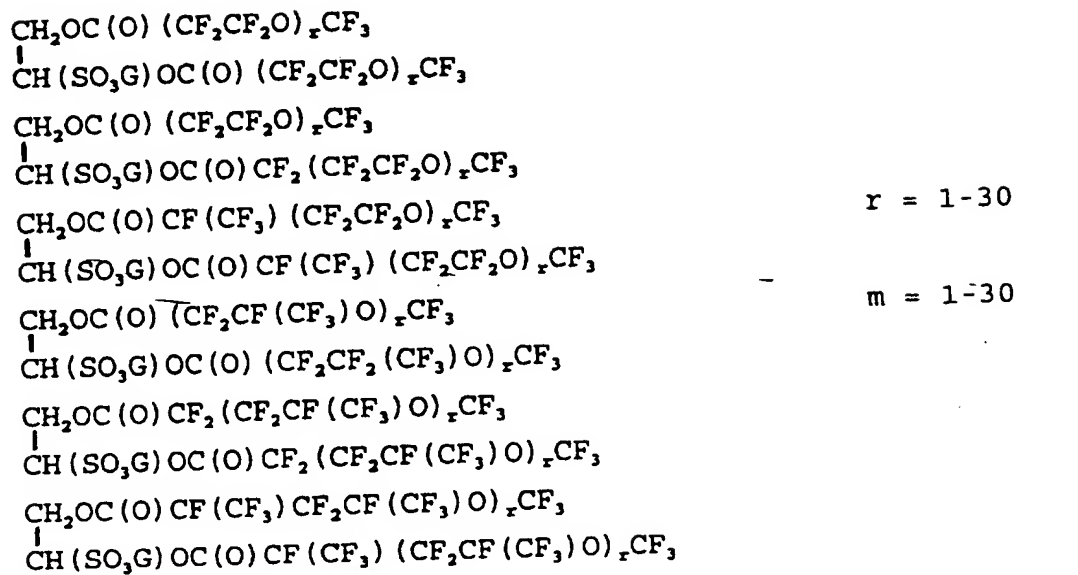 CH₂OC(O) (CF₂CF₂O)ᵣCF₃
CH(SO₃G)OC(O) (CF₂CF₂O)ᵣCF₃
CH₂OC(O) (CF₂CF₂O)ᵣCF₃
CH(SO₃G)OC(O)CF₂(CF₂CF₂O)ᵣCF₃
CH₂OC(O)CF(CF₃) (CF₂CF₂O)ᵣCF₃
r = 1-30
CH(SO₃G)OC(O)CF(CF₃) (CF₂CF₂O)ᵣCF₃
m = 1-30
CH₂OC(O) (CF₂CF(CF₃)O)ᵣCF₃
CH(SO₃G)OC(O) (CF₂CF₂(CF₃)O)ᵣCF₃
CH₂OC(O)CF₂(CF₂CF(CF₃)O)ᵣCF₃
CH(SO₃G)OC(O)CF₂(CF₂CF(CF₃)O)ᵣCF₃
CH₂OC(O)CF(CF₃)CF₂CF(CF₃)O)ᵣCF₃
CH(SO₃G)OC(O)CF(CF₃) (CF₂CF(CF₃)O)ᵣCF₃